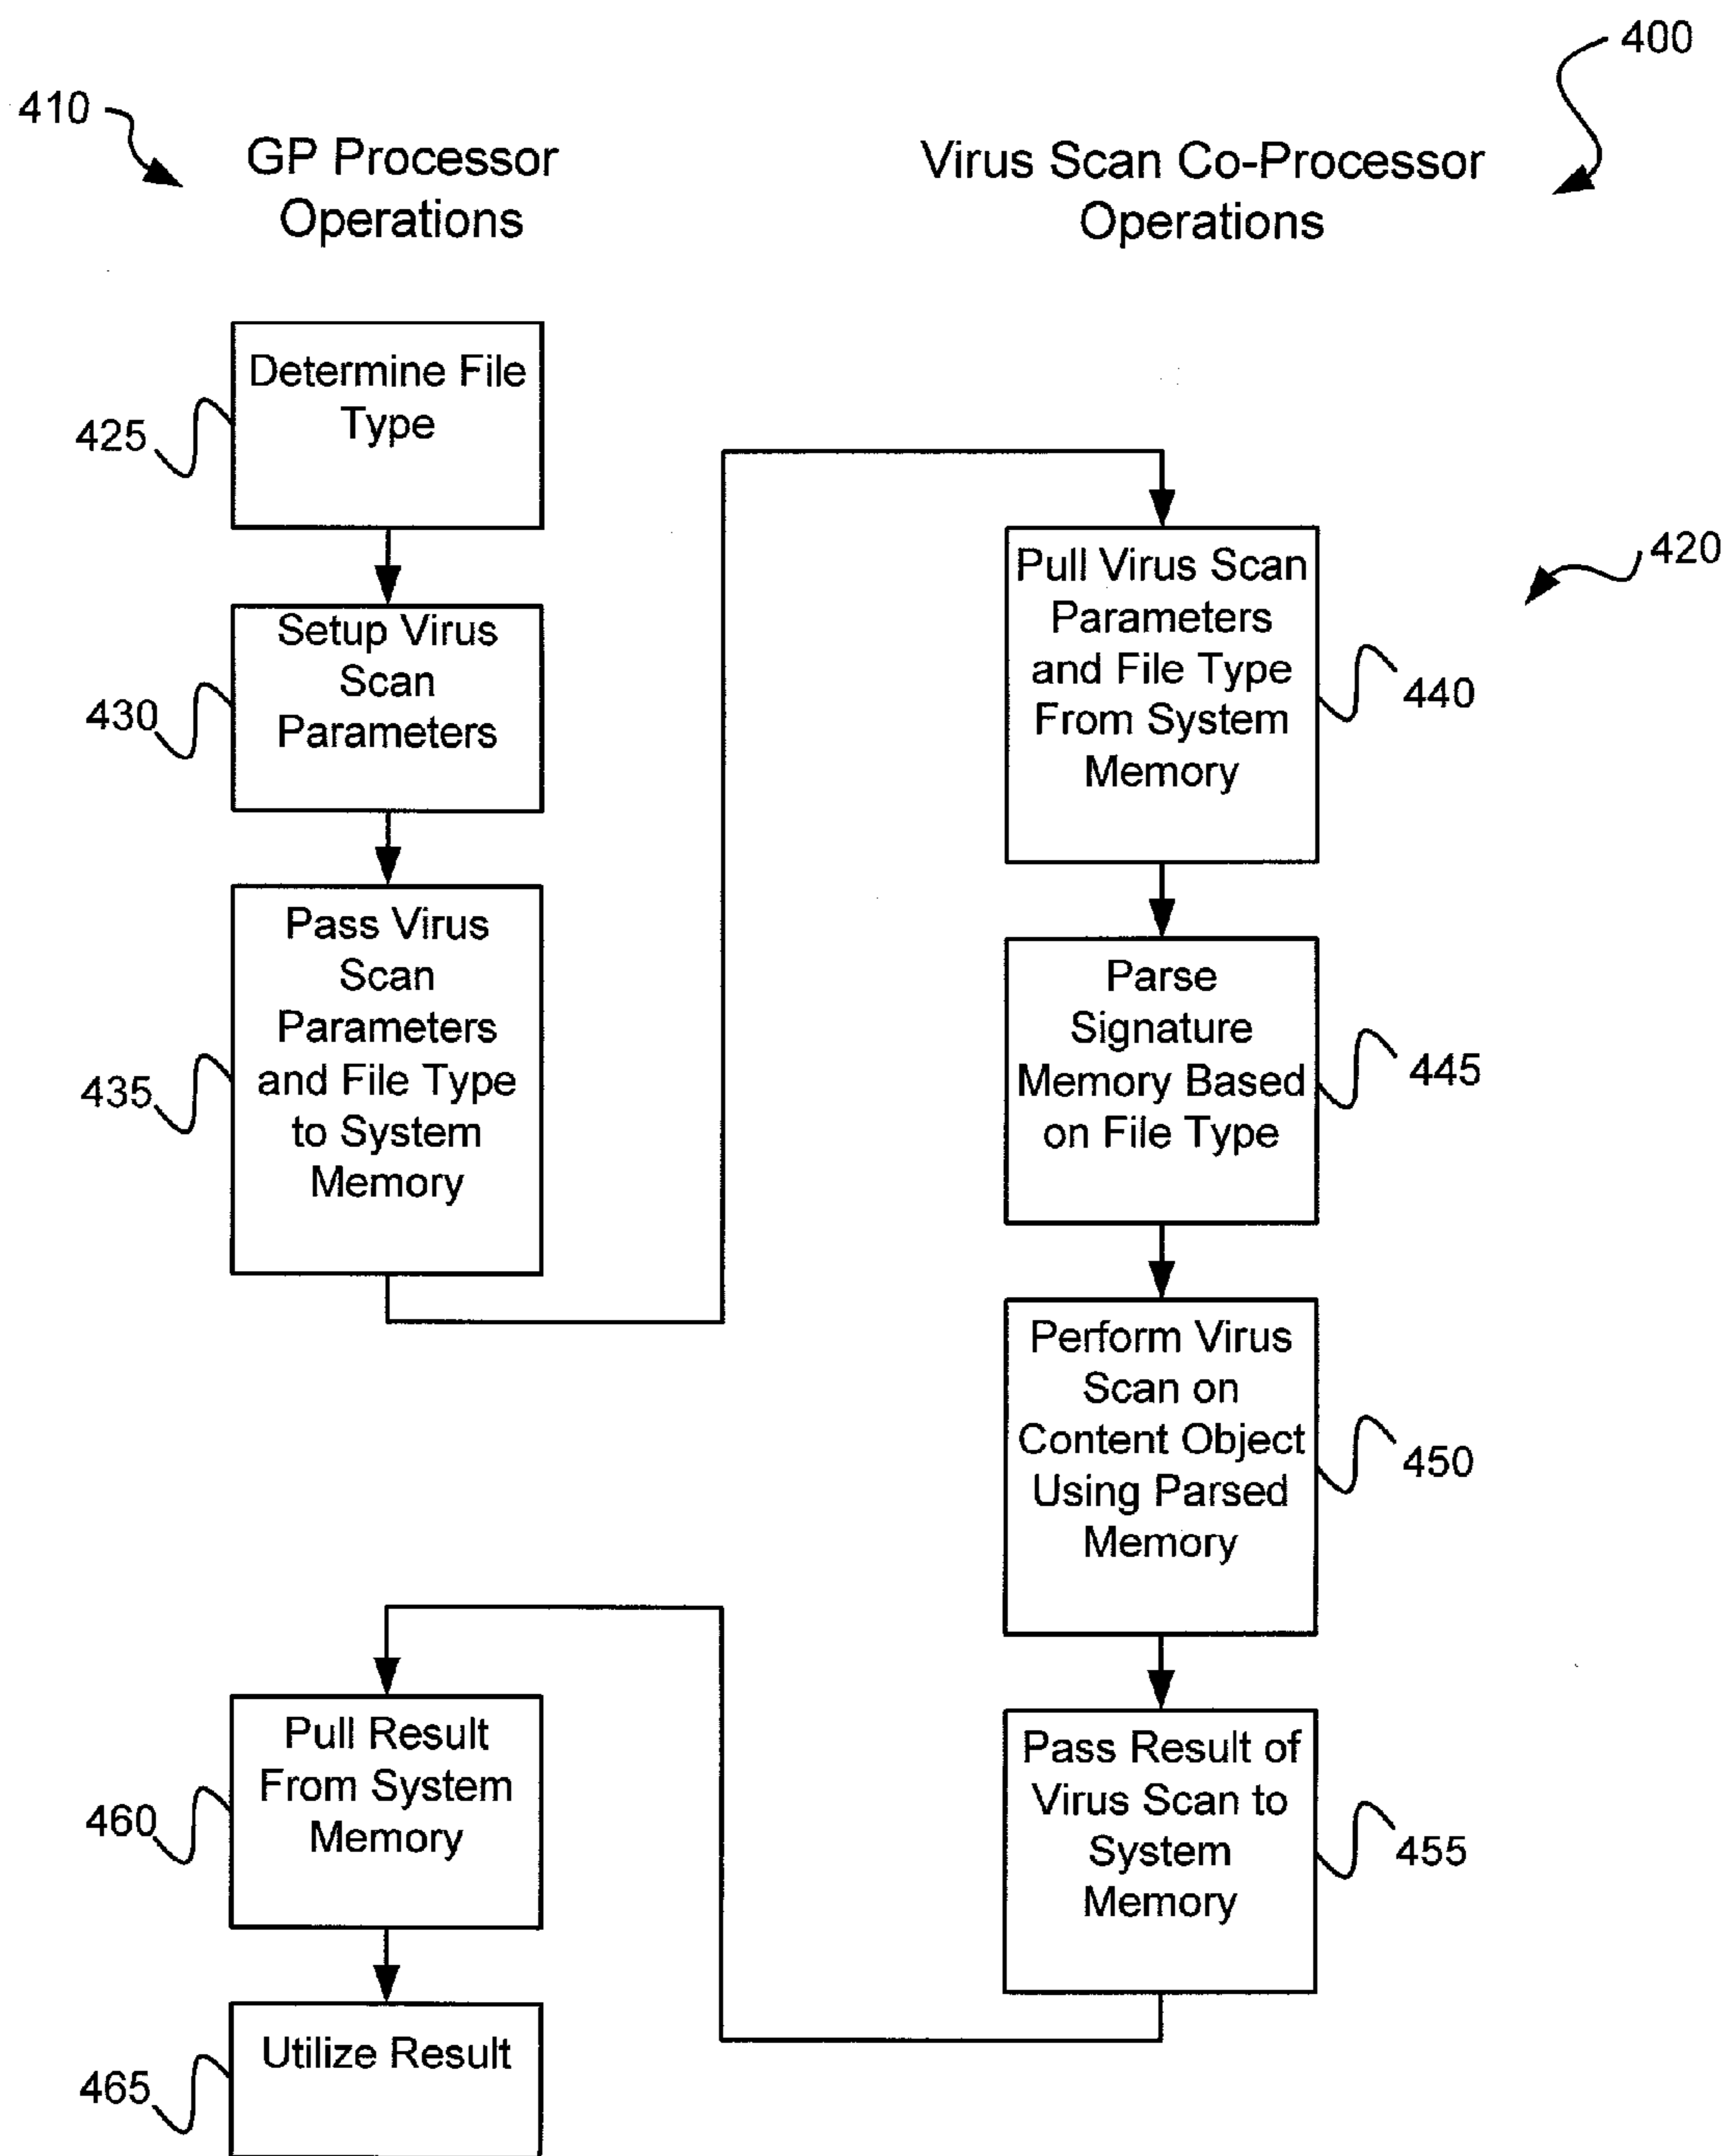 400
410
GP Processor
Operations
Virus Scan Co-Processor
Operations
Determine File
Type
425
Setup Virus
Scan
Parameters
430
Pass Virus
Scan
Parameters
and File Type
to System
Memory
435
420
Pull Virus Scan
Parameters
and File Type
From System
Memory
440
Parse
Signature
Memory Based
on File Type
445
Perform Virus
Scan on
Content Object
Using Parsed
Memory
450
Pass Result of
Virus Scan to
System
Memory
455
Pull Result
From System
Memory
460
Utilize Result
465